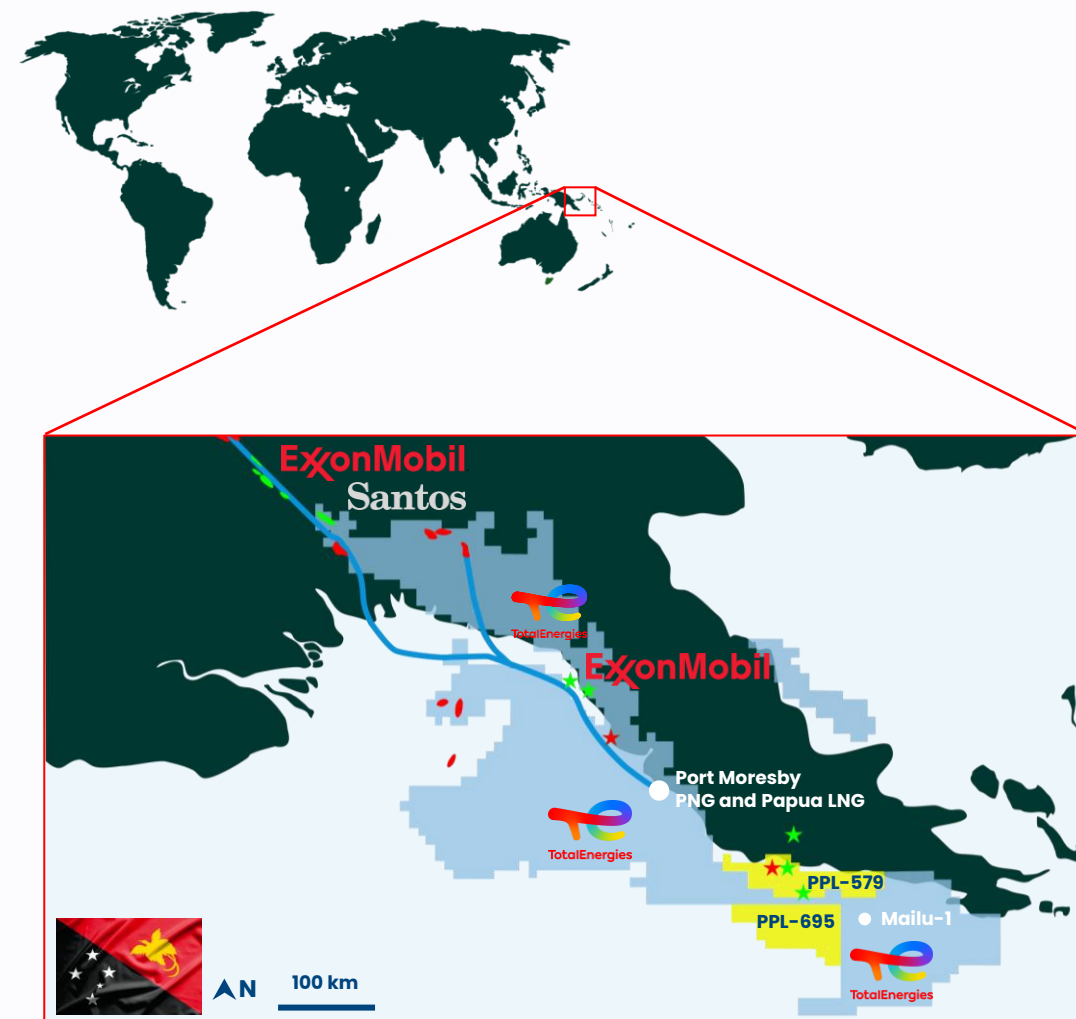 ExxonMobil
Santos
TotalEnergies
ExxonMobil
Port Moresby
PNG and Papua LNG
TotalEnergies
PPL-579
PPL-695
Mailu-1
TotalEnergies
N
100 km